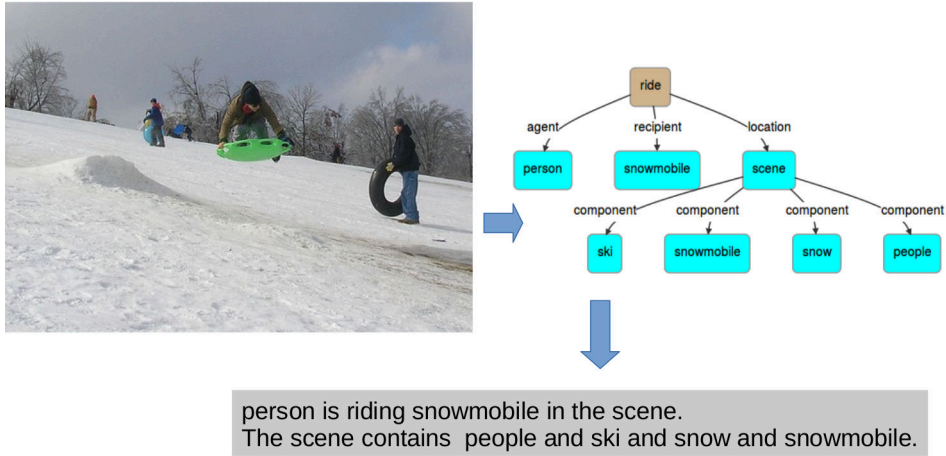 ride
agent recipient location
person snowmobile scene
component component component component
ski snowmobile snow people
person is riding snowmobile in the scene.
The scene contains  people and ski and snow and snowmobile.